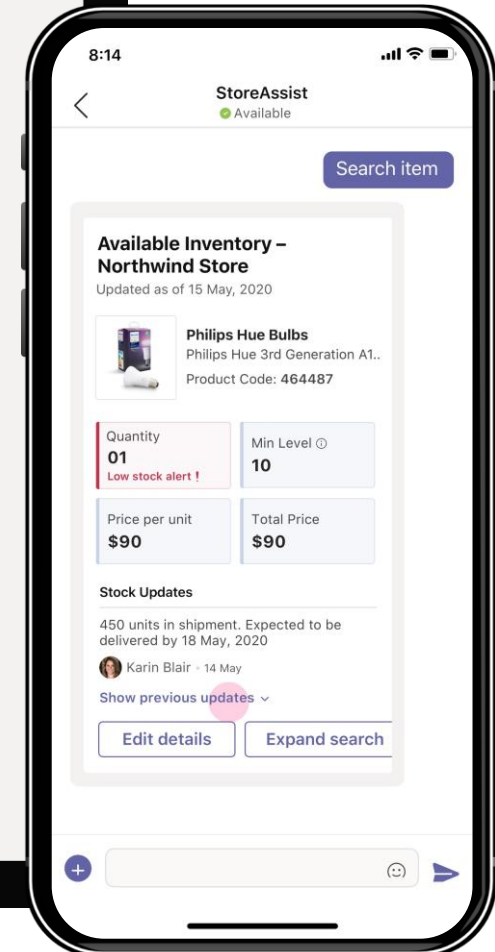 8:14
StoreAssist
Available
Search item
Available Inventory –
Northwind Store
Updated as of 15 May, 2020
Philips Hue Bulbs
Philips Hue 3rd Generation A1..
Product Code: 464487
Quantity
01
Low stock alert !
Min Level
10
Price per unit
$90
Total Price
$90
Stock Updates
450 units in shipment. Expected to be
delivered by 18 May, 2020
Karin Blair · 14 May
Show previous updates
Edit details
Expand search